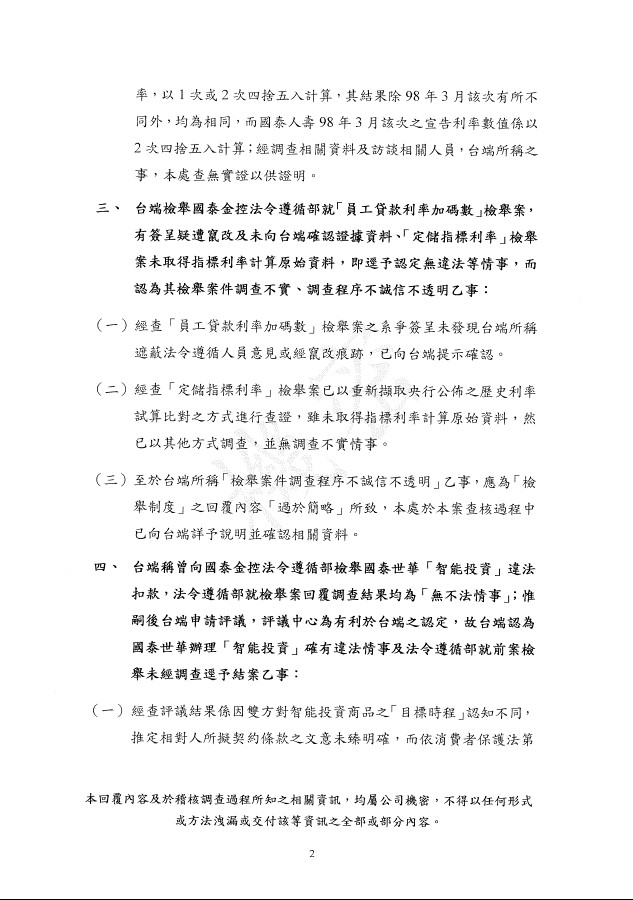 率，以 1 次或 2 次四捨五入計算，其結果除 98 年 3 月該次有所不
同外，均為相同，而國泰人壽 98 年 3 月該次之宣告利率數值係以
2 次四捨五入計算；經調查相關資料及訪談相關人員，台端所稱之
事，本處查無實證以供證明。
三、 台端檢舉國泰金控法令遵循部就「員工貸款利率加碼數」檢舉案，
有簽呈疑遭竄改及未向台端確認證據資料、「定儲指標利率」檢舉
案未取得指標利率計算原始資料，即逕予認定無違法等情事，而
認為其檢舉案件調查不實、調查程序不誠信不透明乙事：
（一）經查「員工貸款利率加碼數」檢舉案之系爭簽呈未發現台端所稱
遮蔽法令遵循人員意見或經竄改痕跡，已向台端提示確認。
（二）經查「定儲指標利率」檢舉案已以重新擷取央行公佈之歷史利率
試算比對之方式進行查證，雖未取得指標利率計算原始資料，然
已以其他方式調查，並無調查不實情事。
（三）至於台端所稱「檢舉案件調查程序不誠信不透明」乙事，應為「檢
舉制度」之回覆內容「過於簡略」所致，本處於本案查核過程中
已向台端詳予說明並確認相關資料。
四、 台端稱曾向國泰金控法令遵循部檢舉國泰世華「智能投資」違法
扣款，法令遵循部就檢舉案回覆調查結果均為「無不法情事」；惟
嗣後台端申請評議，評議中心為有利於台端之認定，故台端認為
國泰世華辦理「智能投資」確有違法情事及法令遵循部就前案檢
舉未經調查逕予結案乙事：
（一）經查評議結果係因雙方對智能投資商品之「目標時程」認知不同，
推定相對人所擬契約條款之文意未臻明確，而依消費者保護法第
本回覆內容及於稽核調查過程所知之相關資訊，均屬公司機密，不得以任何形式
或方法洩漏或交付該等資訊之全部或部分內容。
2